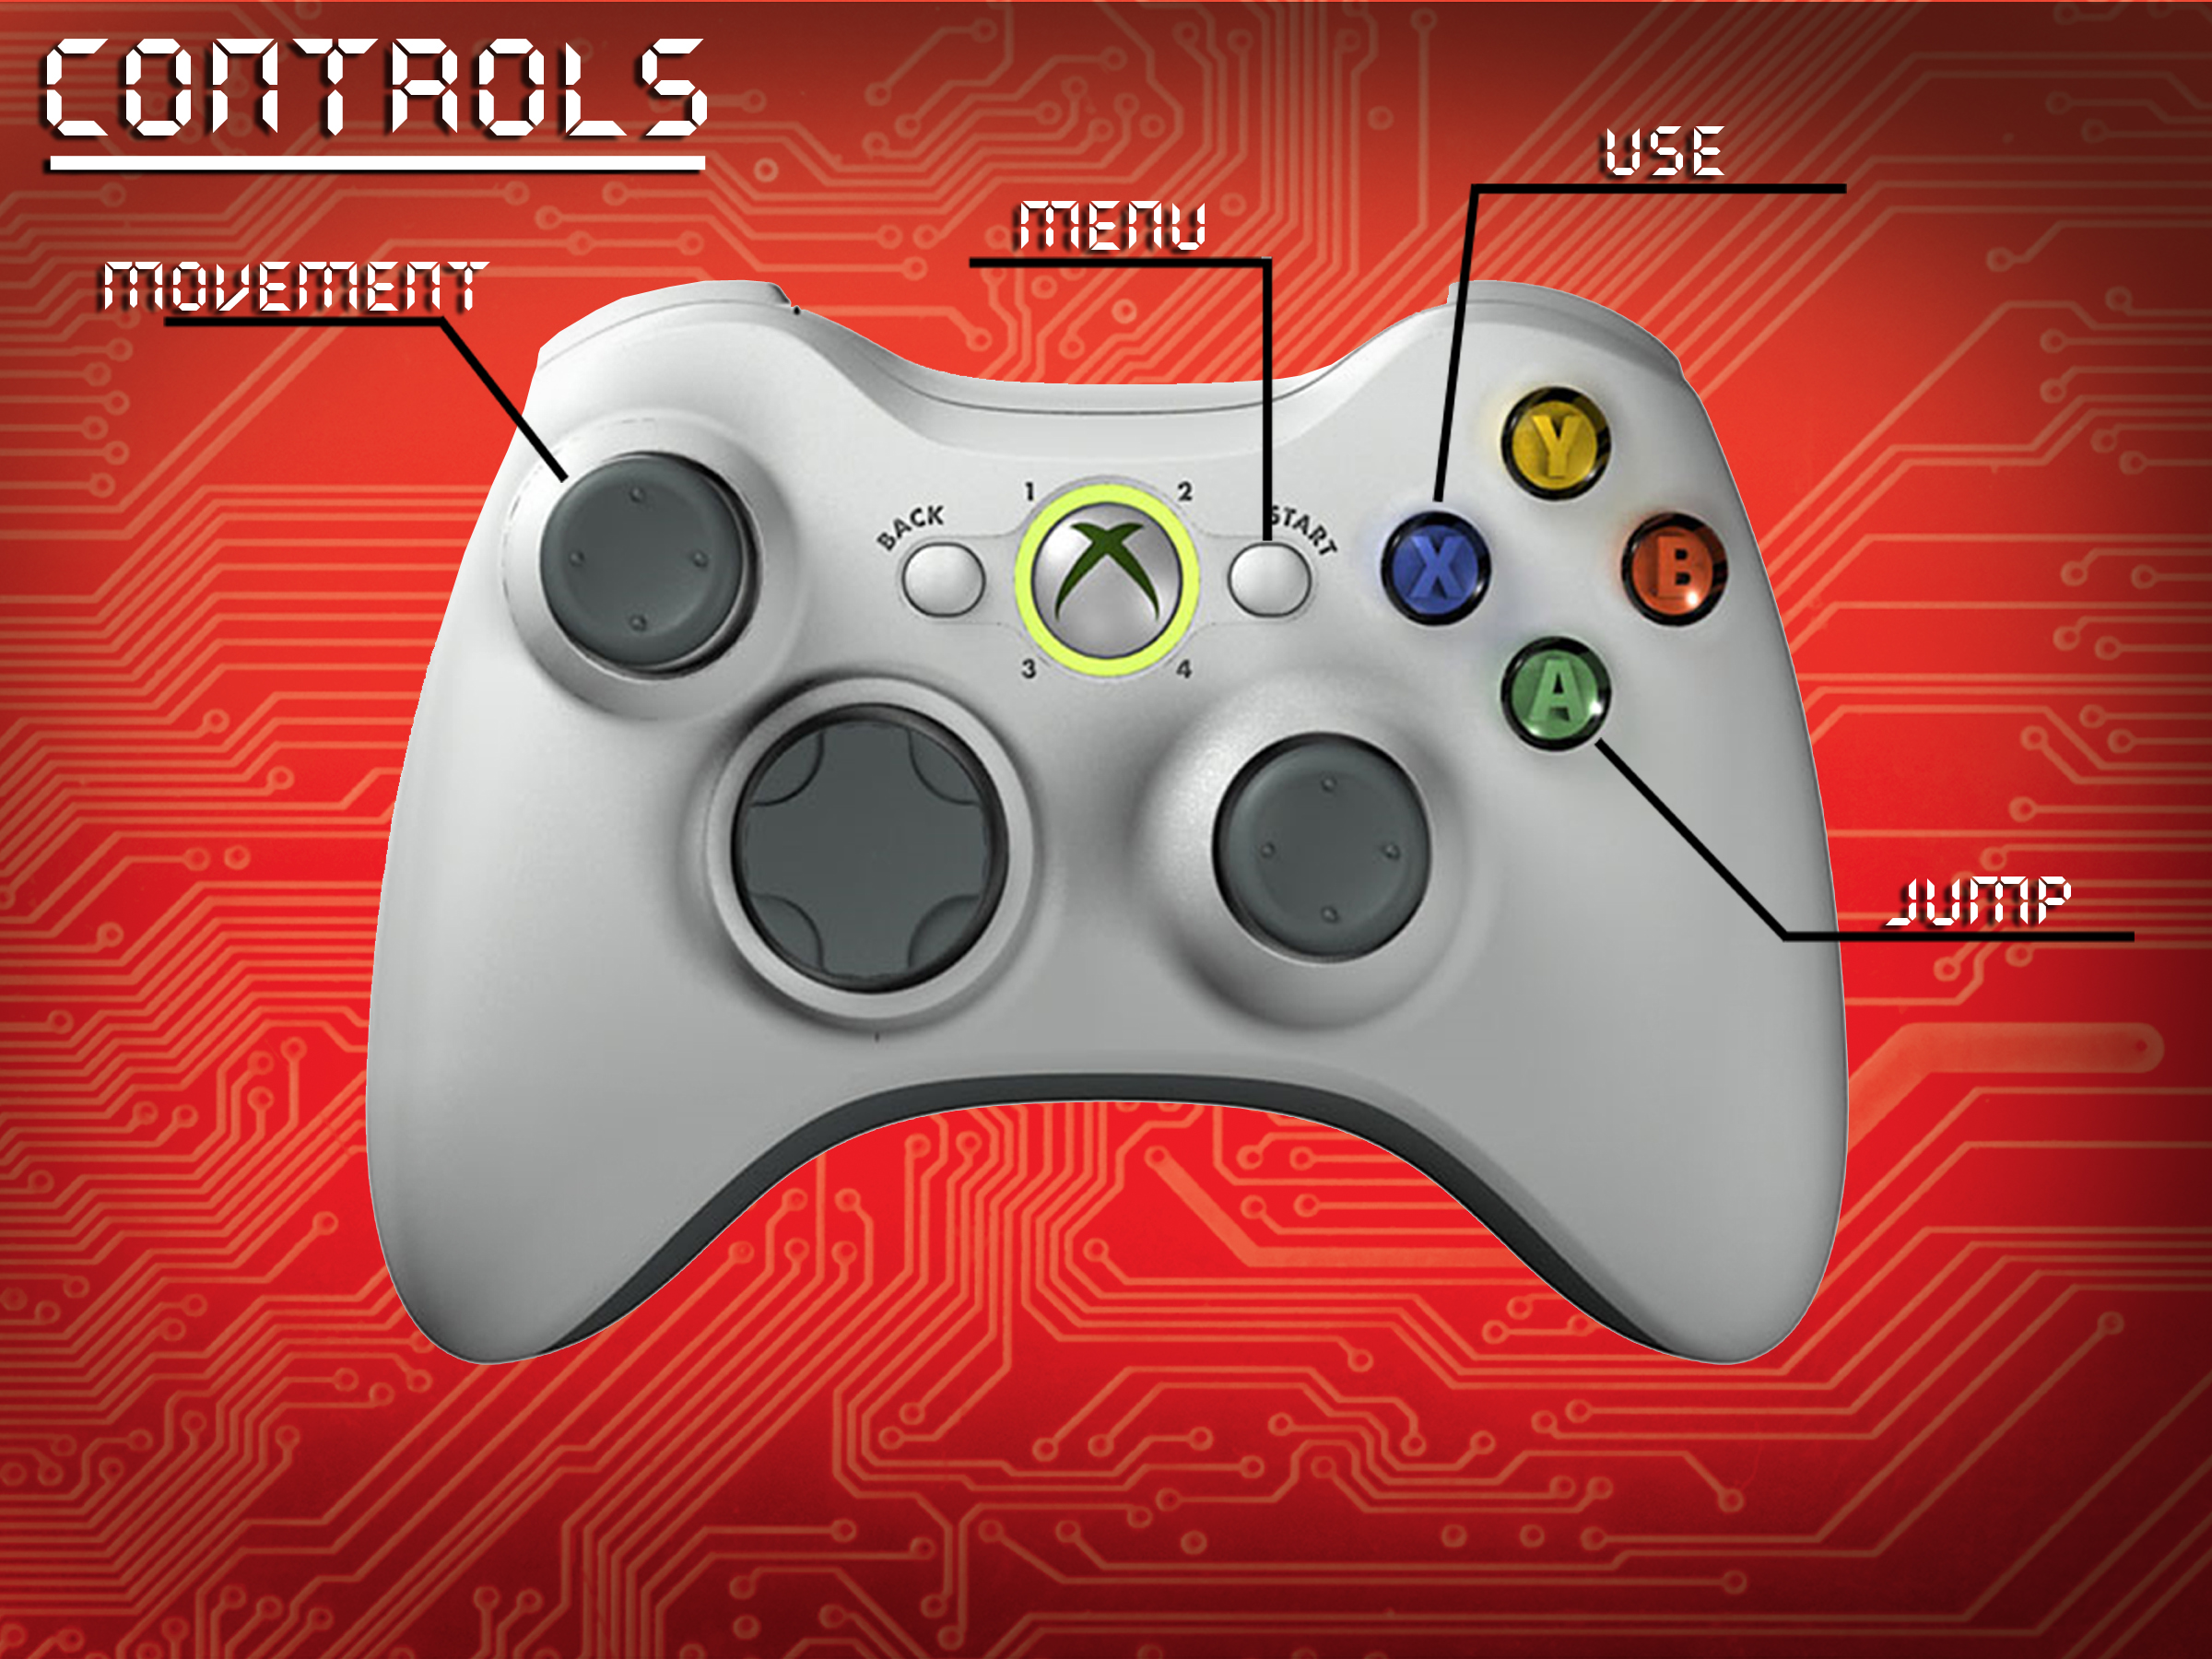 CONTROLS
USE
MENU
MOVEMENT
Y
1 2
BACK START
X B
3 4
A
JUMP